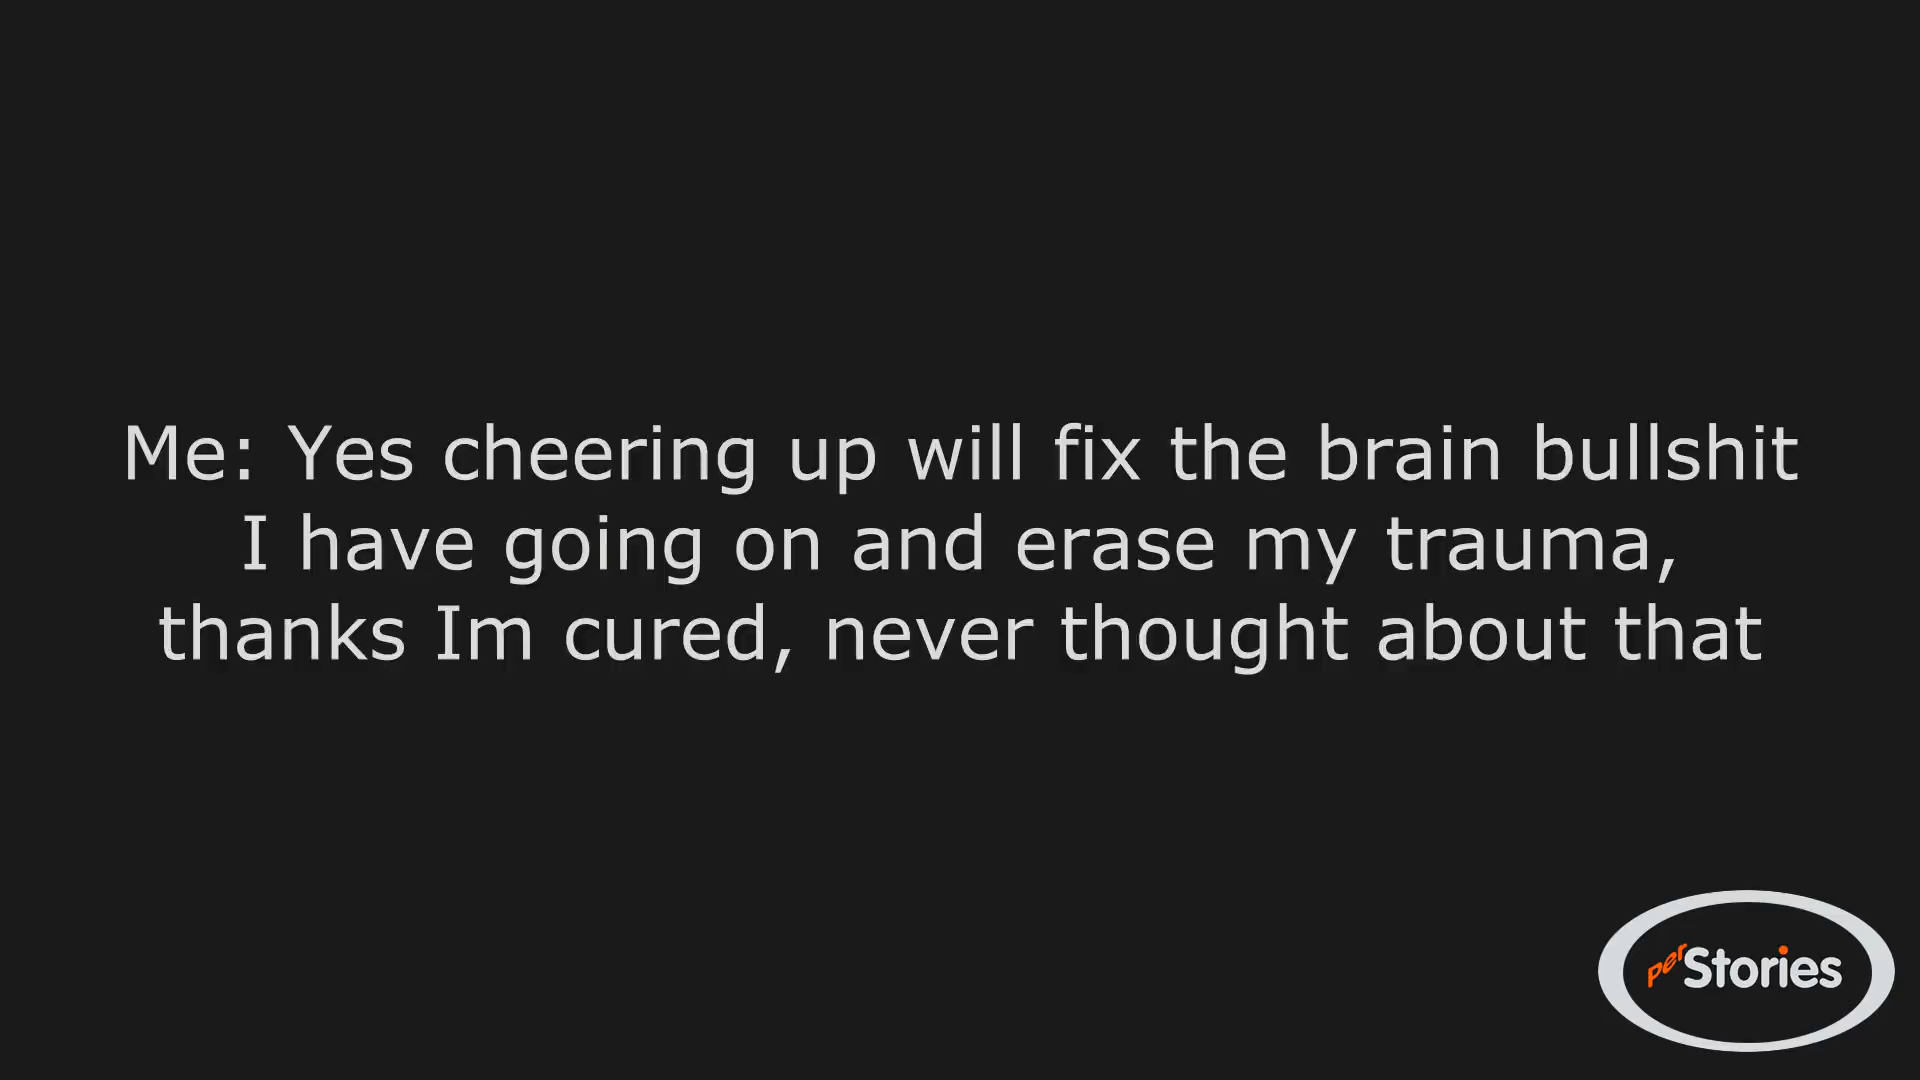 Me: Yes cheering up will fix the brain bullshit
I have going on and erase my trauma,
thanks Im cured, never thought about that
perStories